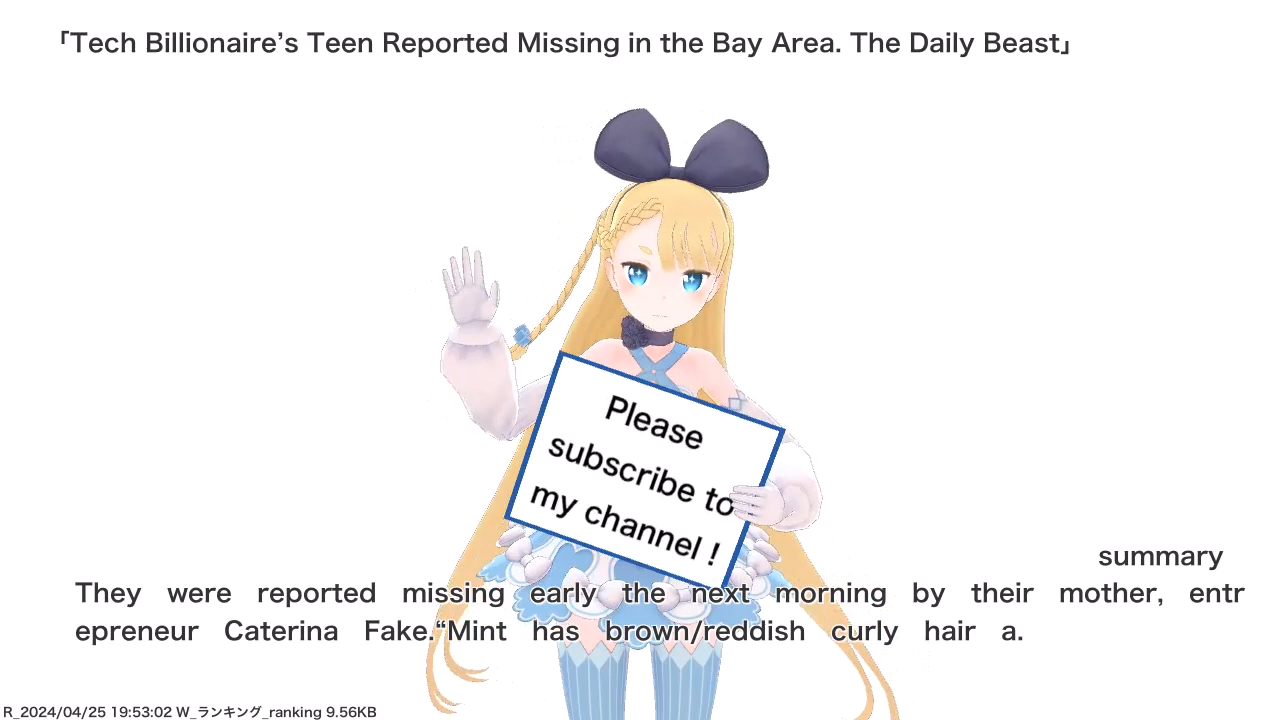 「Tech Billionaire’s Teen Reported Missing in the Bay Area. The Daily Beast」
Please
subscribe to
my channel !
summary
They were reported missing early the next morning by their mother, entr
epreneur Caterina Fake.“Mint has brown/reddish curly hair a.
R_2024/04/25 19:53:02 W_ランキング_ranking 9.56KB